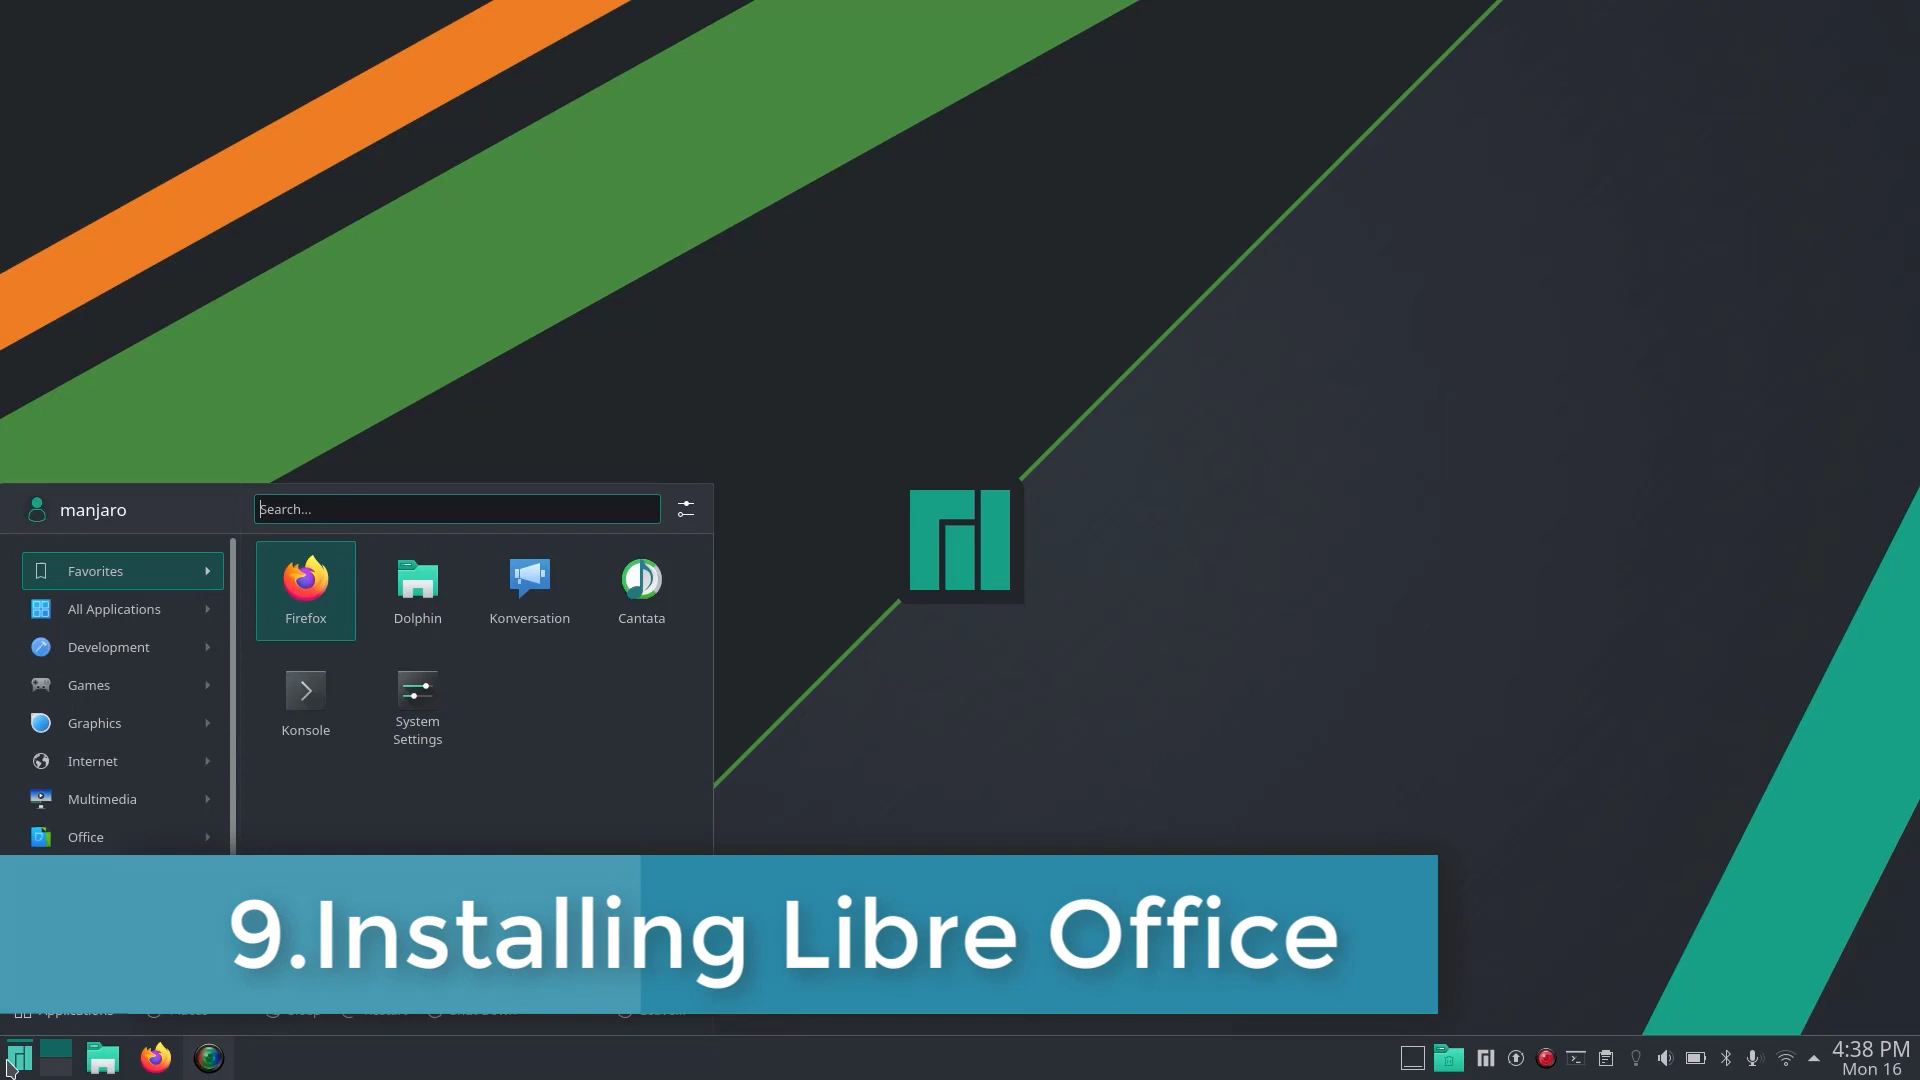 manjaro
Search...
Favorites
All Applications
Development
Games
Graphics
Internet
Multimedia
Office
Firefox
Dolphin
Konversation
Cantata
Konsole
System
Settings
9.Installing Libre Office
Applications
4:38 PM
Mon 16